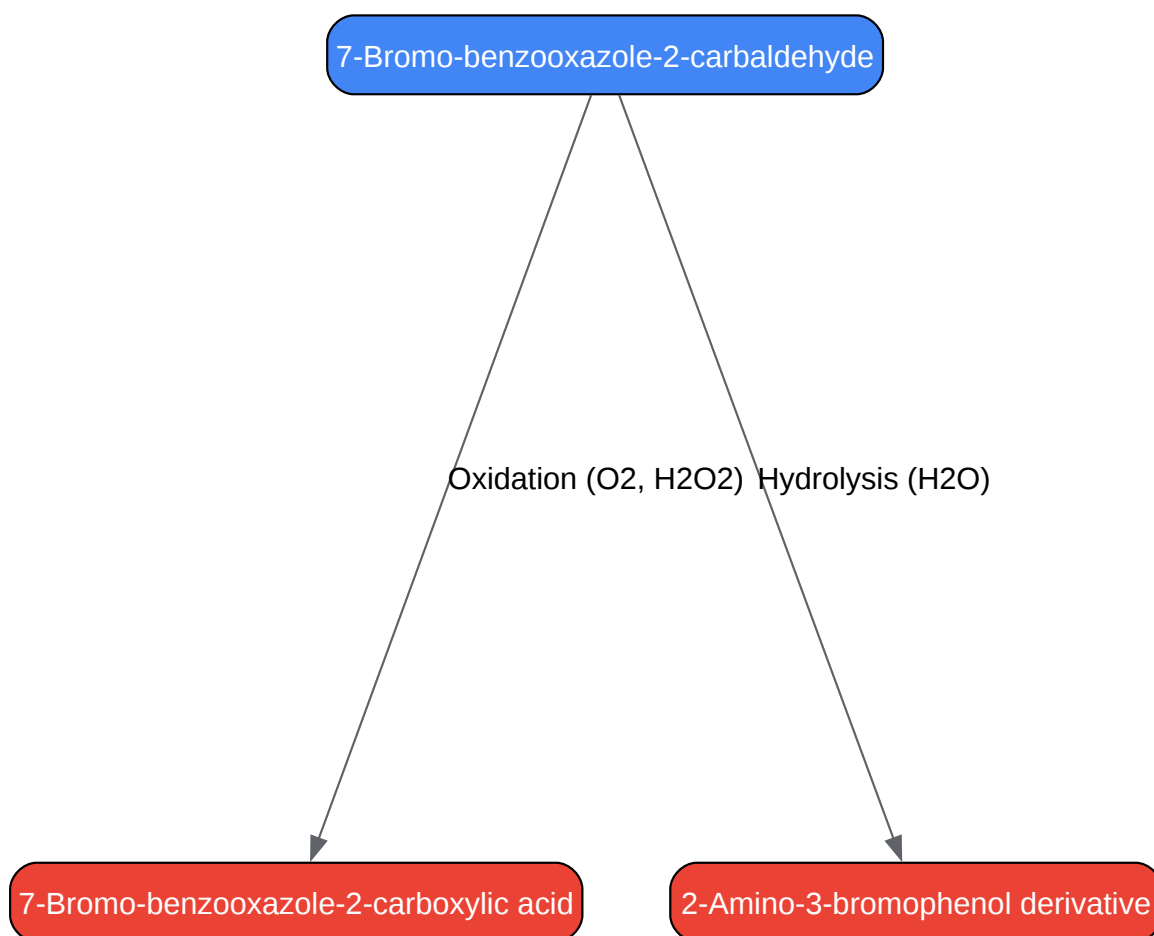 7-Bromo-benzooxazole-2-carbaldehyde
Oxidation (O2, H2O2)
Hydrolysis (H2O)
7-Bromo-benzooxazole-2-carboxylic acid
2-Amino-3-bromophenol derivative